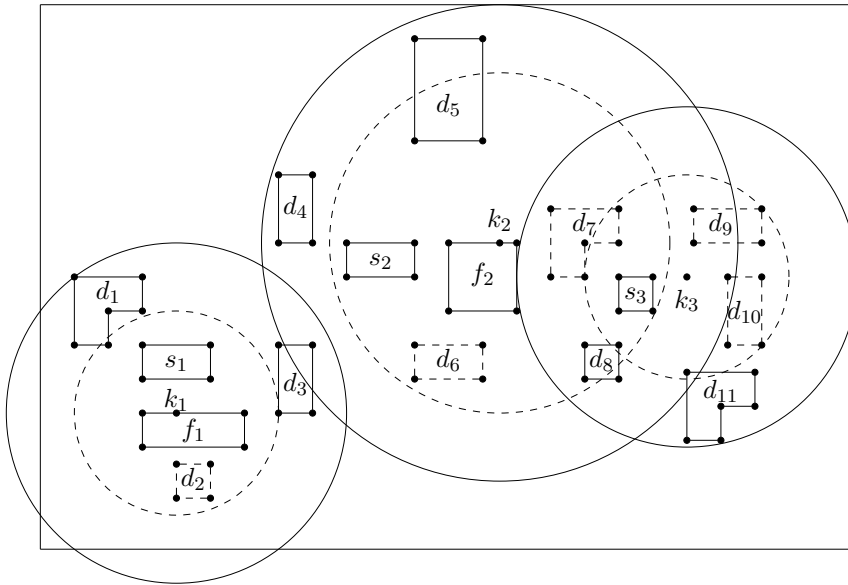 d₅
d₄
k₂
d₇
d₉
s₂
f₂
s₃
k₃
d₁
d₁₀
s₁
d₆
d₈
d₃
k₁
d₁₁
f₁
d₂